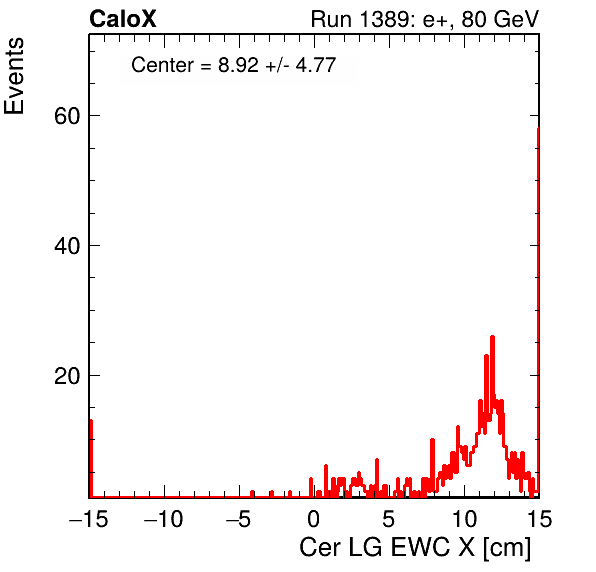 CaloX
Run 1389: e+, 80 GeV
Center = 8.92 +/- 4.77
Events
60
40
20
−15 −10 −5 0 5 10 15
Cer LG EWC X [cm]